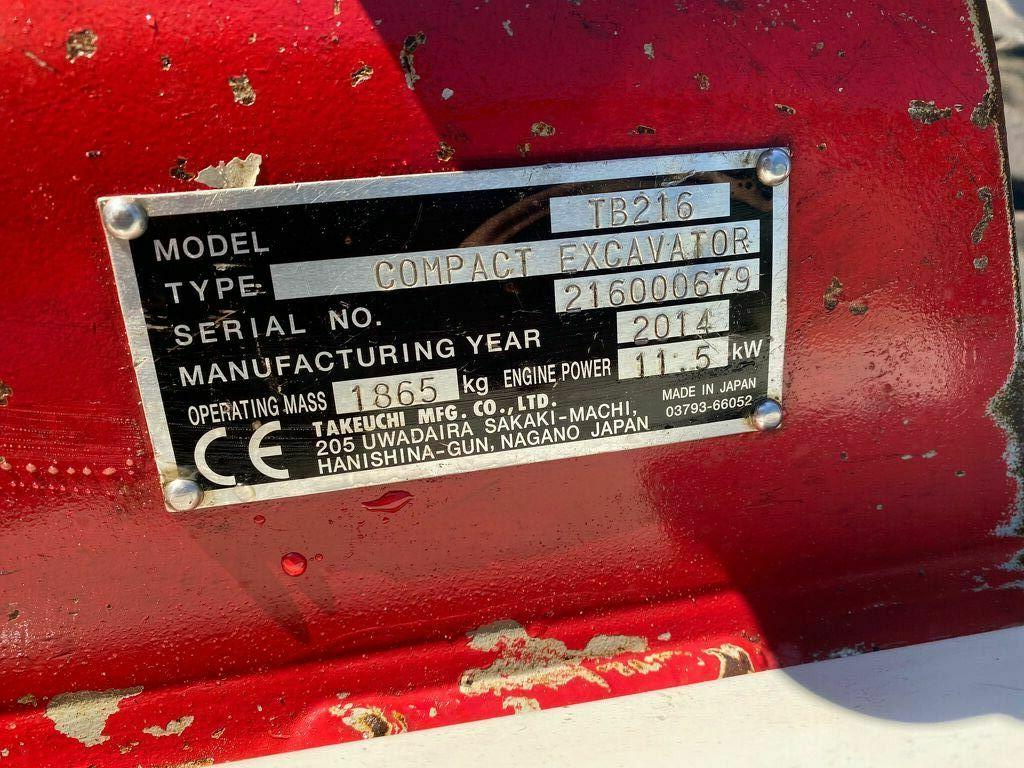 MODEL TB216
TYPE COMPACT EXCAVATOR
SERIAL NO. 216000679
MANUFACTURING YEAR 2014
OPERATING MASS 1865 kg ENGINE POWER 11.5 kW
CE TAKEUCHI MFG. CO., LTD.
205 UWADAIRA SAKAKI-MACHI,
HANISHINA-GUN, NAGANO JAPAN
MADE IN JAPAN
03793-66052